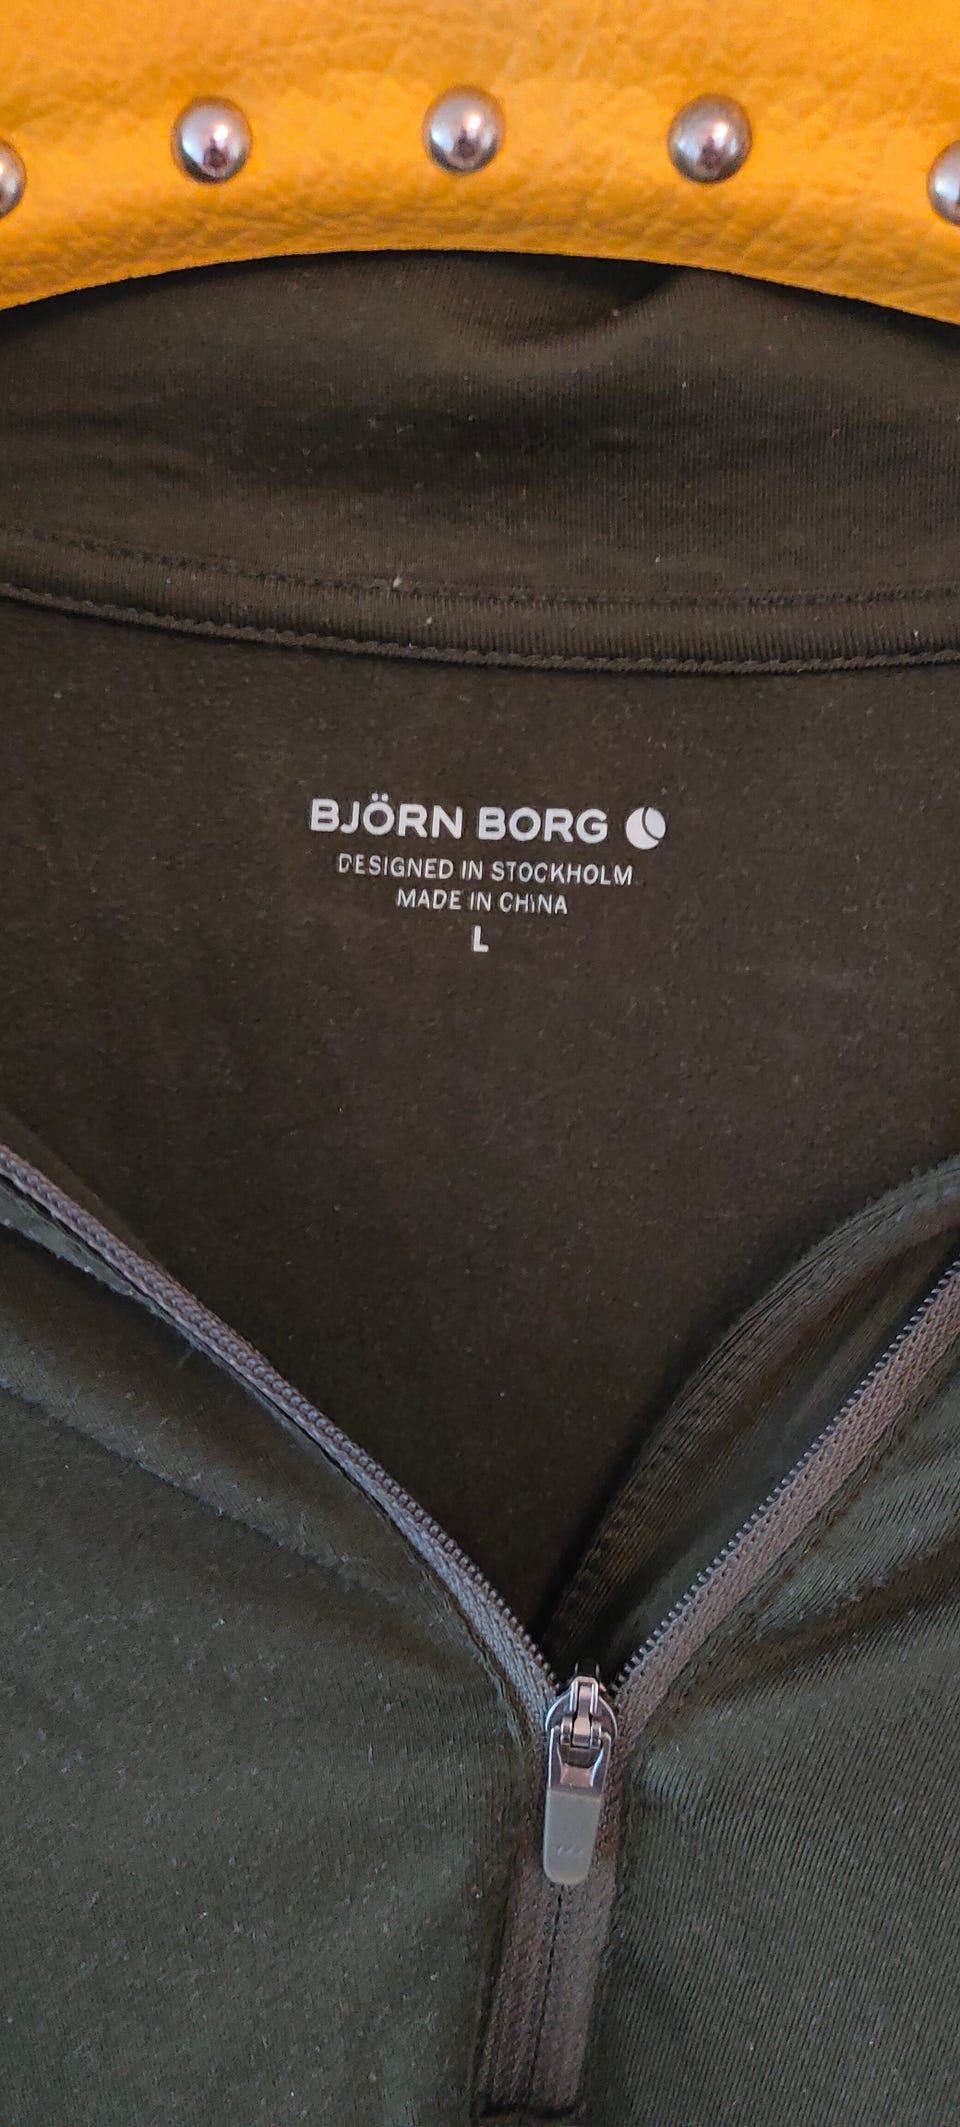 BJÖRN BORG
DESIGNED IN STOCKHOLM
MADE IN CHINA
L